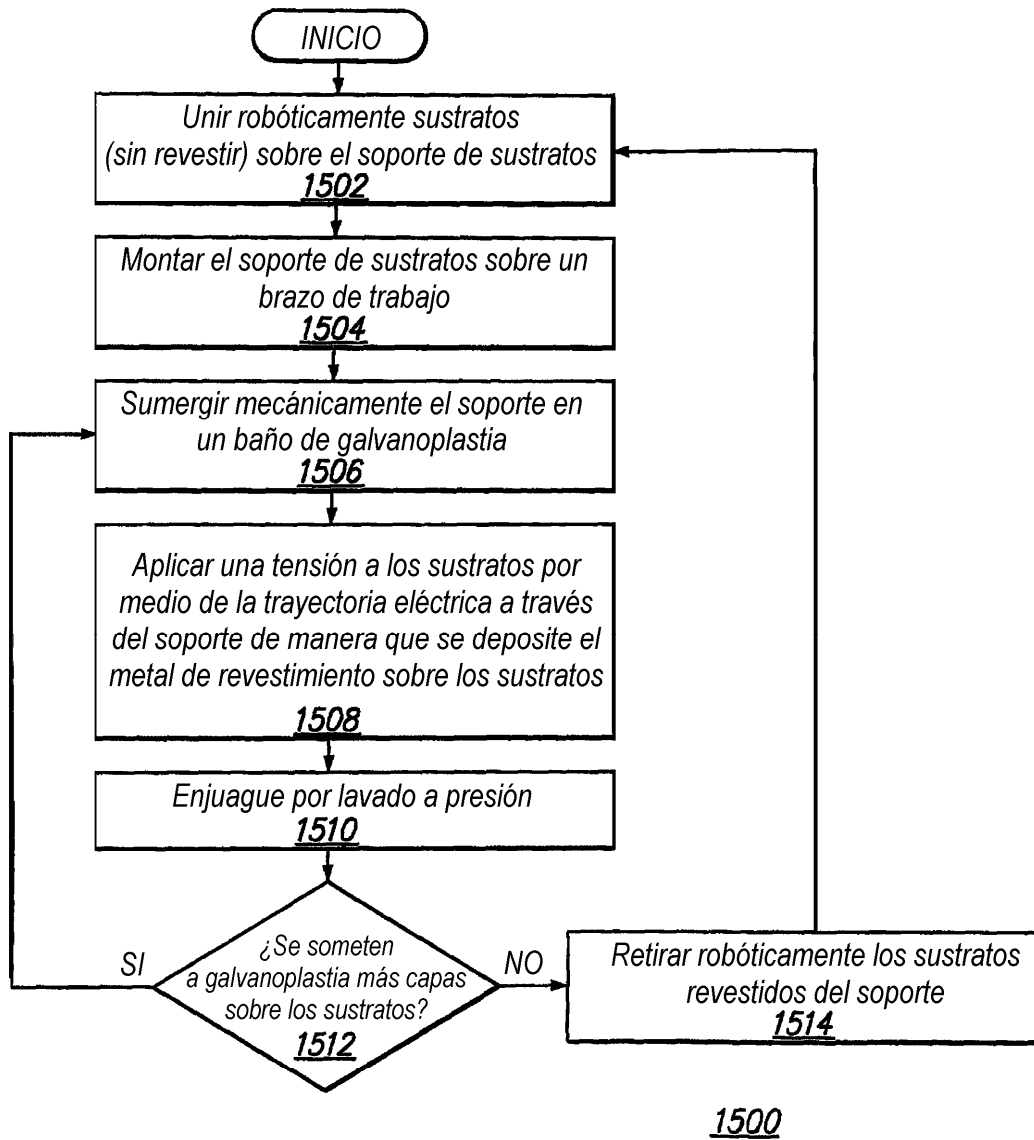 INICIO
Unir robóticamente sustratos
(sin revestir) sobre el soporte de sustratos
1502
Montar el soporte de sustratos sobre un
brazo de trabajo
1504
Sumergir mecánicamente el soporte en
un baño de galvanoplastia
1506
Aplicar una tensión a los sustratos por
medio de la trayectoria eléctrica a través
del soporte de manera que se deposite el
metal de revestimiento sobre los sustratos
1508
Enjuague por lavado a presión
1510
¿Se someten
a galvanoplastia más capas
sobre los sustratos?
1512
SI
NO
Retirar robóticamente los sustratos
revestidos del soporte
1514
1500